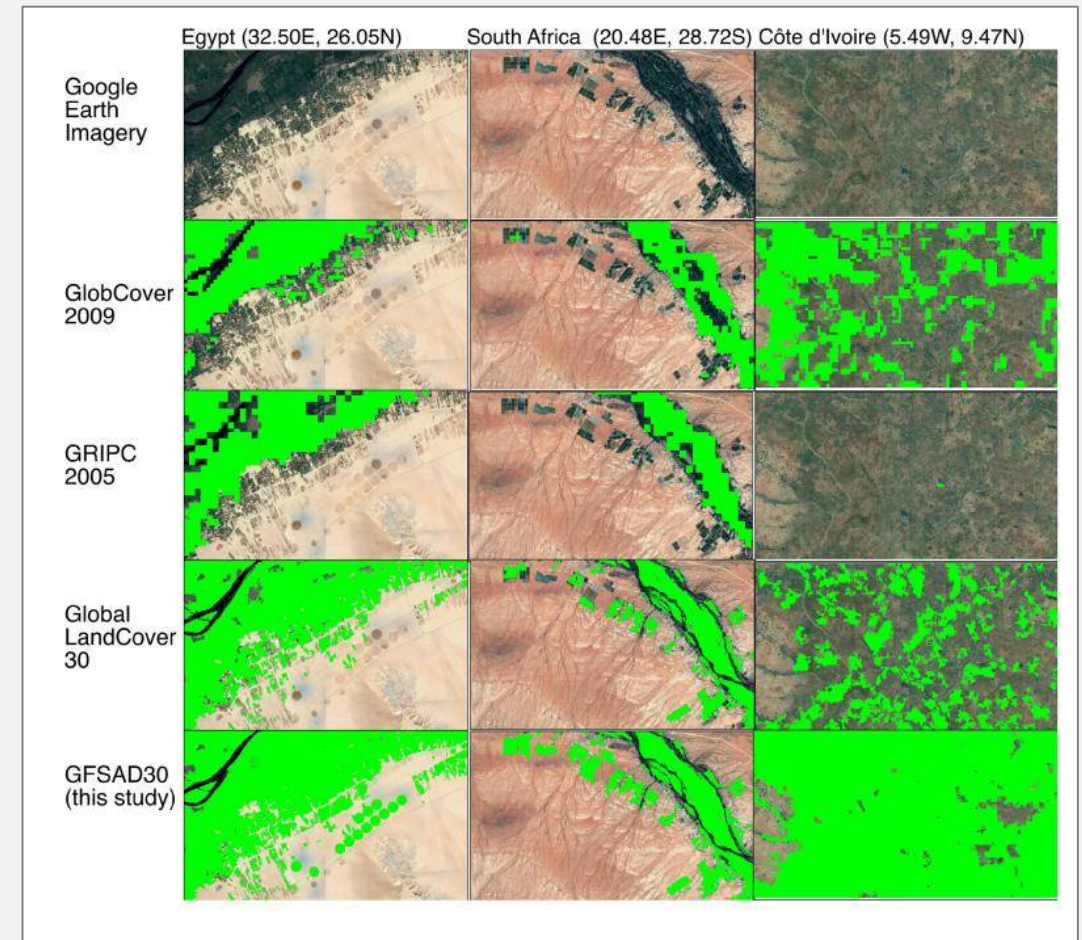 Egypt (32.50E, 26.05N)
South Africa (20.48E, 28.72S)
Côte d'Ivoire (5.49W, 9.47N)
Google
Earth
Imagery
GlobCover
2009
GRIPC
2005
Global
LandCover
30
GFSAD30
(this study)